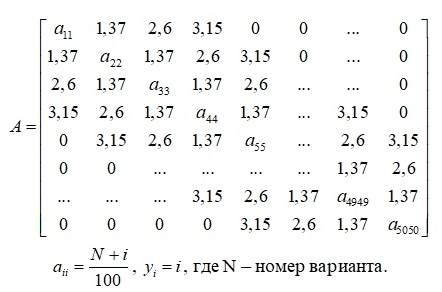 a11 1,37 2,6 3,15 0 0 ... 0
1,37 a22 1,37 2,6 3,15 0 ... 0
2,6 1,37 a33 1,37 2,6 ... ... 0
3,15 2,6 1,37 a44 1,37 ... 3,15 0
A =
0 3,15 2,6 1,37 a55 ... 2,6 3,15
0 0 ... ... ... ... 1,37 2,6
... ... ... 3,15 2,6 1,37 a4949 1,37
0 0 0 0 3,15 2,6 1,37 a5050
aii = N + i / 100 , yi = i, где N – номер варианта.